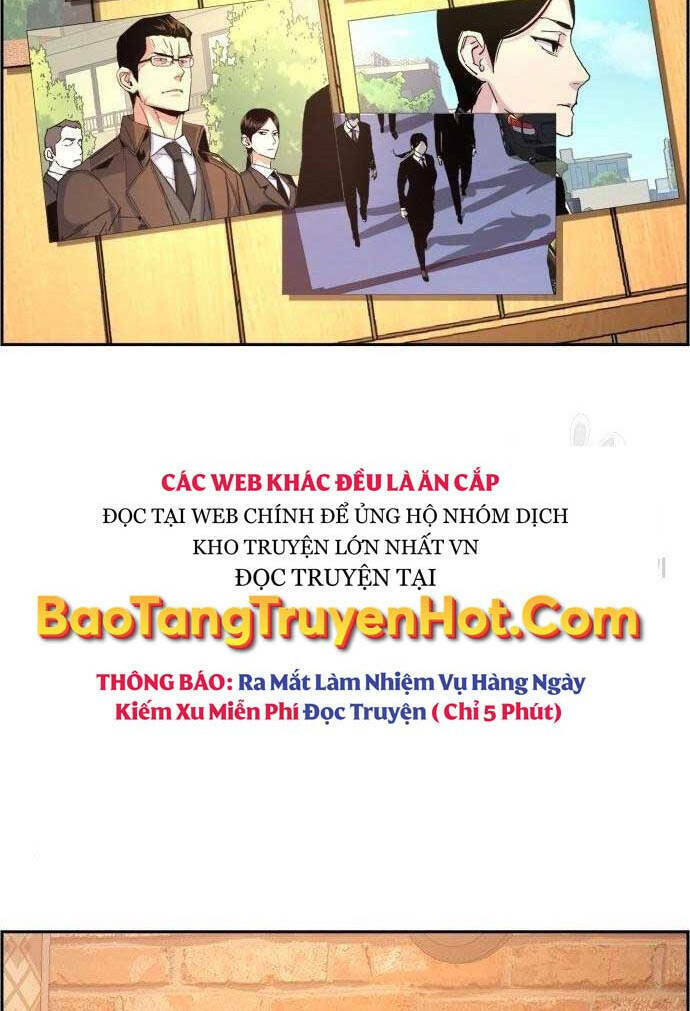 CÁC WEB KHÁC ĐỀU LÀ ĂN CẮP
ĐỌC TẠI WEB CHÍNH ĐỂ ỦNG HỘ NHÓM DỊCH
KHO TRUYỆN LỚN NHẤT VN
ĐỌC TRUYỆN TẠI
BaoTangTruyenHot.Com
THÔNG BÁO: Ra Mắt Làm Nhiệm Vụ Hàng Ngày
Kiếm Xu Miễn Phí Đọc Truyện ( Chỉ 5 Phút)